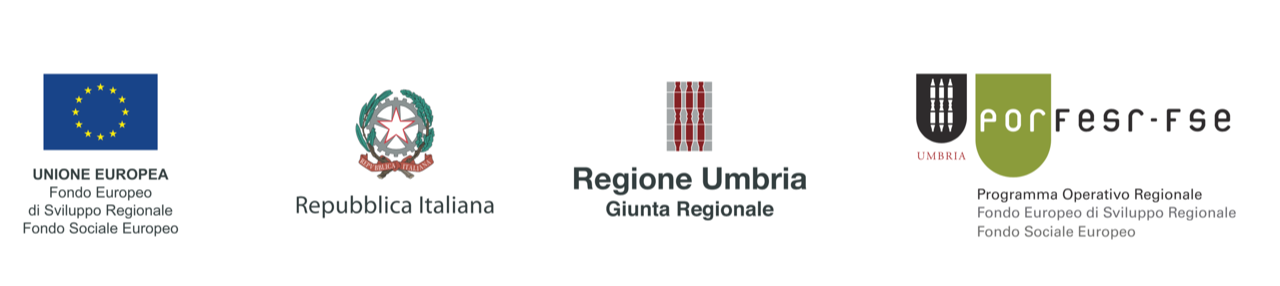 UNIONE EUROPEA
Fondo Europeo
di Sviluppo Regionale
Fondo Sociale Europeo
REPUBBLICA ITALIANA
Repubblica Italiana
Regione Umbria
Giunta Regionale
UMBRIA
porfesr-fse
Programma Operativo Regionale
Fondo Europeo di Sviluppo Regionale
Fondo Sociale Europeo